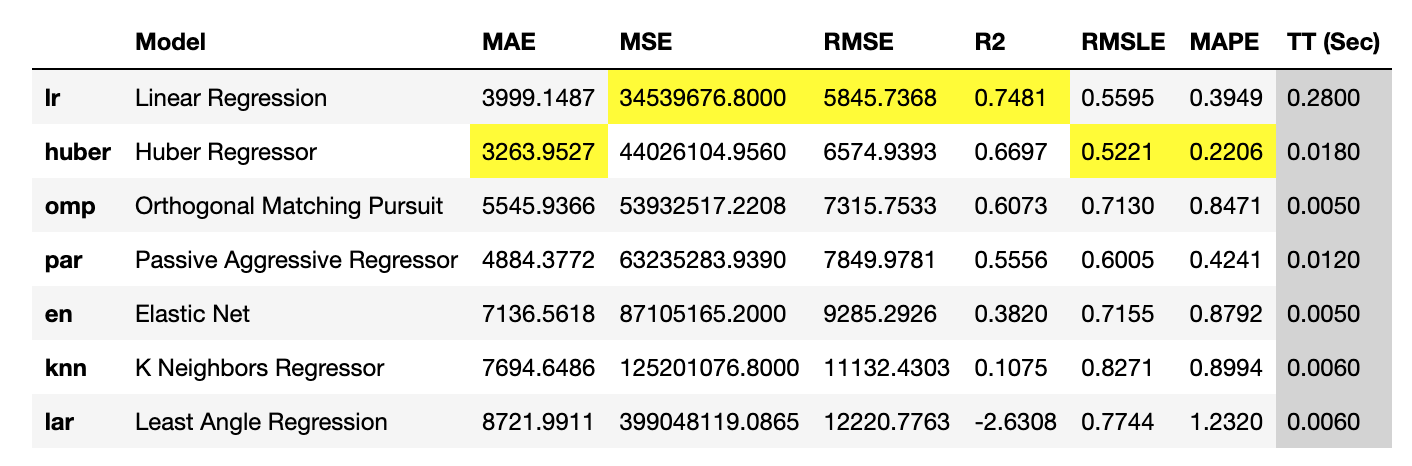 Model MAE MSE RMSE R2 RMSLE MAPE TT (Sec)
lr Linear Regression 3999.1487 34539676.8000 5845.7368 0.7481 0.5595 0.3949 0.2800
huber Huber Regressor 3263.9527 44026104.9560 6574.9393 0.6697 0.5221 0.2206 0.0180
omp Orthogonal Matching Pursuit 5545.9366 53932517.2208 7315.7533 0.6073 0.7130 0.8471 0.0050
par Passive Aggressive Regressor 4884.3772 63235283.9390 7849.9781 0.5556 0.6005 0.4241 0.0120
en Elastic Net 7136.5618 87105165.2000 9285.2926 0.3820 0.7155 0.8792 0.0050
knn K Neighbors Regressor 7694.6486 125201076.8000 11132.4303 0.1075 0.8271 0.8994 0.0060
lar Least Angle Regression 8721.9911 399048119.0865 12220.7763 -2.6308 0.7744 1.2320 0.0060